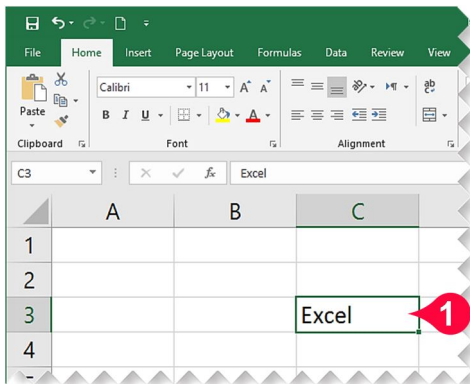 File Home Insert Page Layout Formulas Data Review View
Calibri 11 A A ab
Paste B I U A
Clipboard Font Alignment
C3 fx Excel
A B C
1
2
3 Excel 1
4